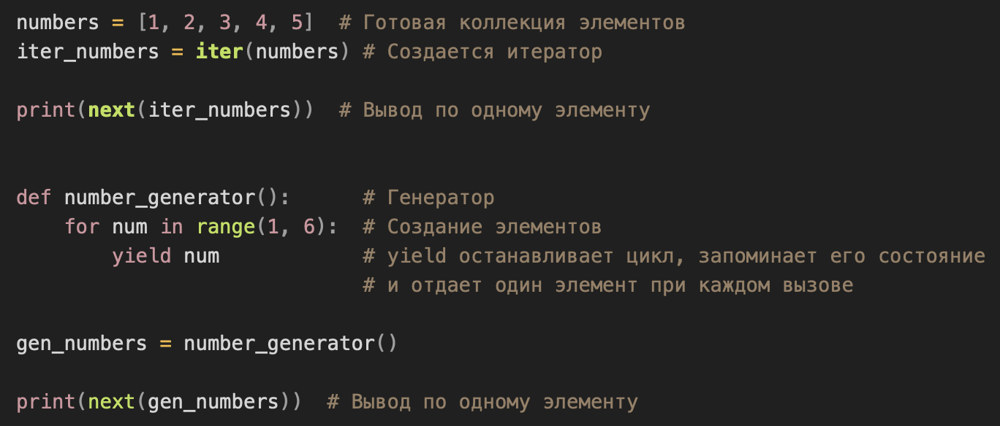 numbers = [1, 2, 3, 4, 5]  # Готовая коллекция элементов
iter_numbers = iter(numbers) # Создается итератор
print(next(iter_numbers))  # Вывод по одному элементу
def number_generator():      # Генератор
    for num in range(1, 6):  # Создание элементов
        yield num            # yield останавливает цикл, запоминает его состояние
                             # и отдает один элемент при каждом вызове
gen_numbers = number_generator()
print(next(gen_numbers))  # Вывод по одному элементу